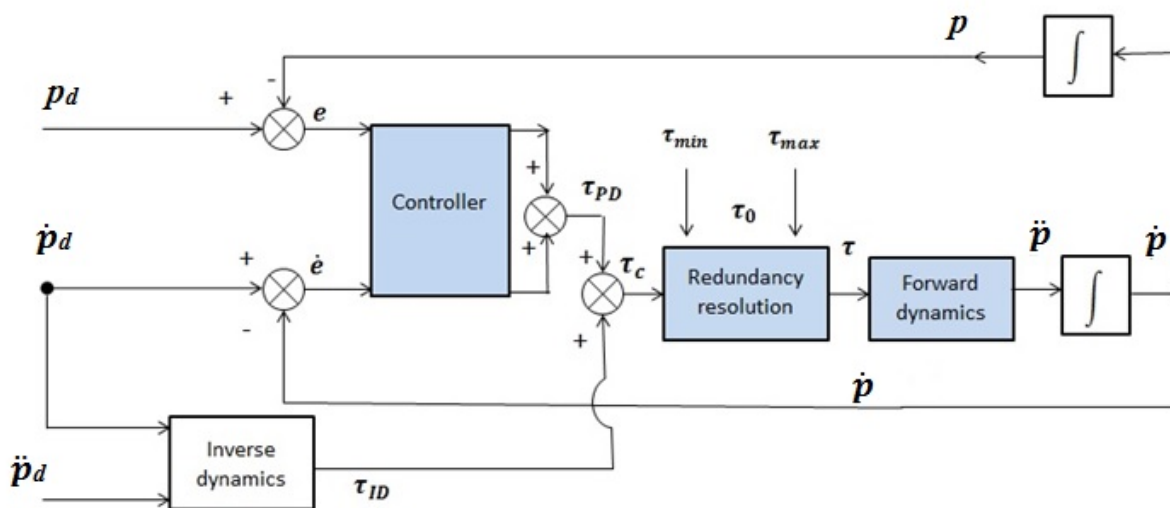 p
∫
-
p_d
+
e
τ_min
τ_max
+
τ_PD
Controller
τ_0
ṗ_d
+
ė
+
+
τ_c
Redundancy
resolution
τ
Forward
dynamics
p̈
∫
ṗ
-
+
ṗ
Inverse
dynamics
p̈_d
τ_ID